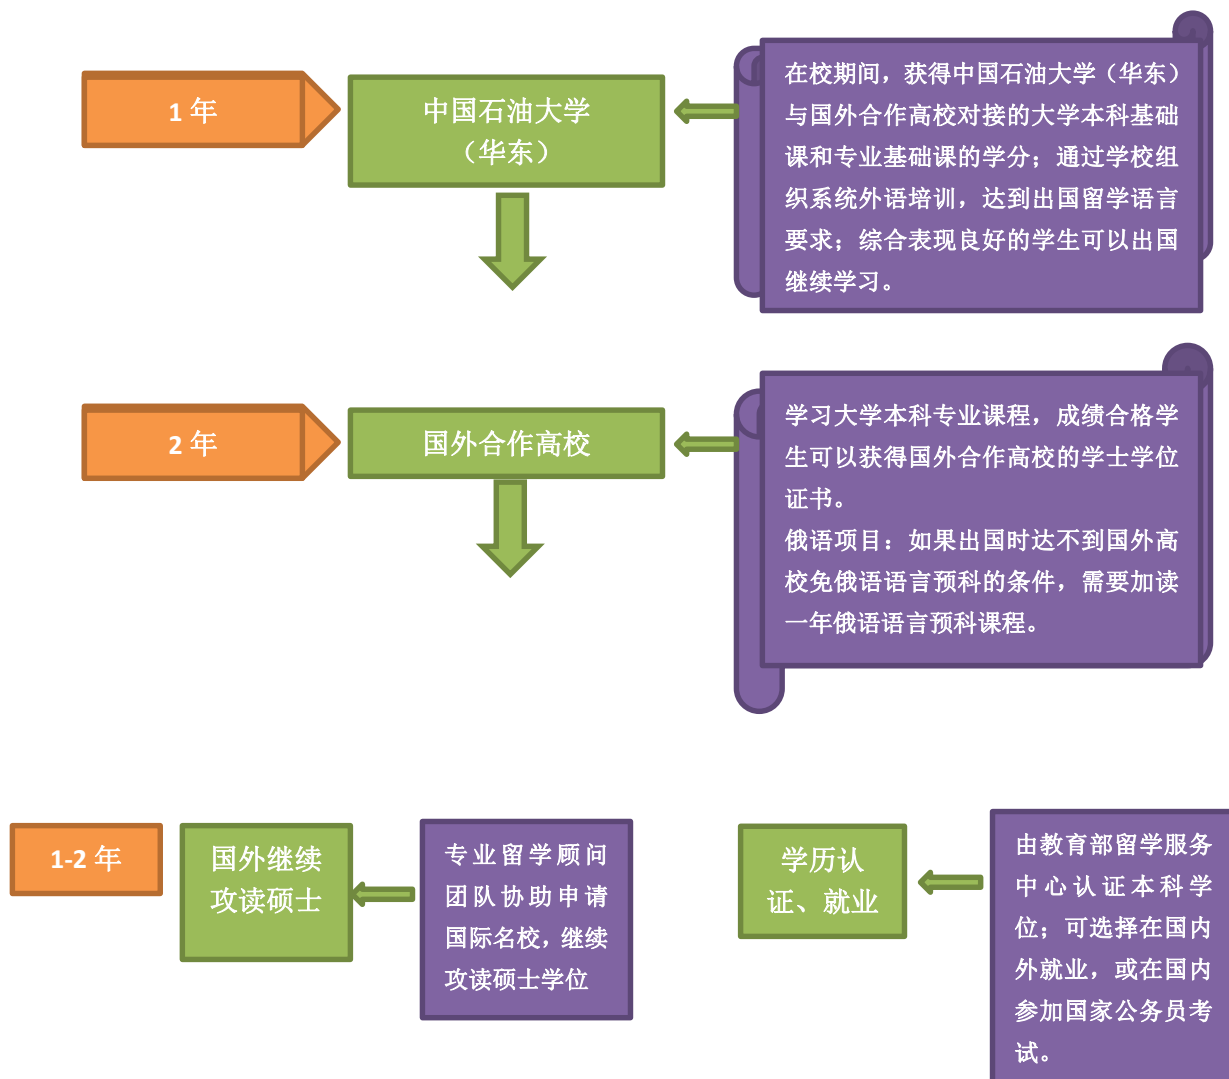 1 年
中国石油大学
（华东）
在校期间，获得中国石油大学（华东）
与国外合作高校对接的大学本科基础
课和专业基础课的学分；通过学校组
织系统外语培训，达到出国留学语言
要求；综合表现良好的学生可以出国
继续学习。
2 年
国外合作高校
学习大学本科专业课程，成绩合格学
生可以获得国外合作高校的学士学位
证书。
俄语项目：如果出国时达不到国外高
校免俄语语言预科的条件，需要加读
一年俄语语言预科课程。
1-2 年
国外继续
攻读硕士
专业留学顾问
团队协助申请
国际名校，继续
攻读硕士学位
学历认
证、就业
由教育部留学服务
中心认证本科学
位；可选择在国内
外就业，或在国内
参加国家公务员考
试。